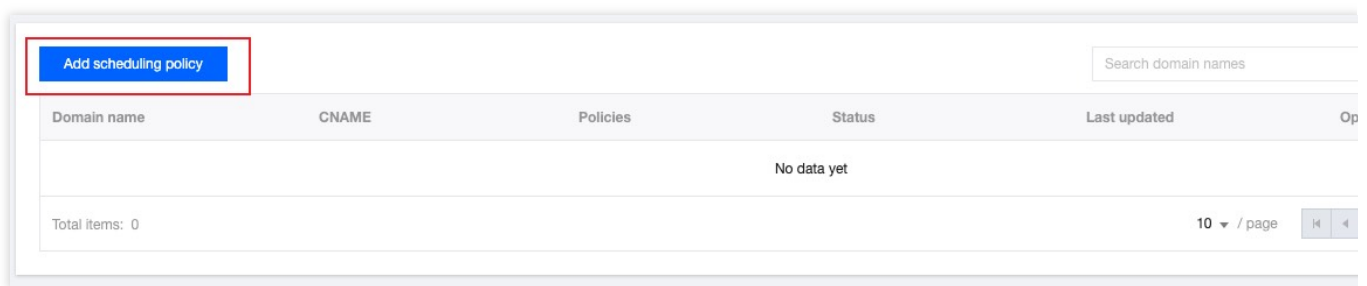 Add scheduling policy
Search domain names
Domain name CNAME Policies Status Last updated Op
No data yet
Total items: 0 10 / page